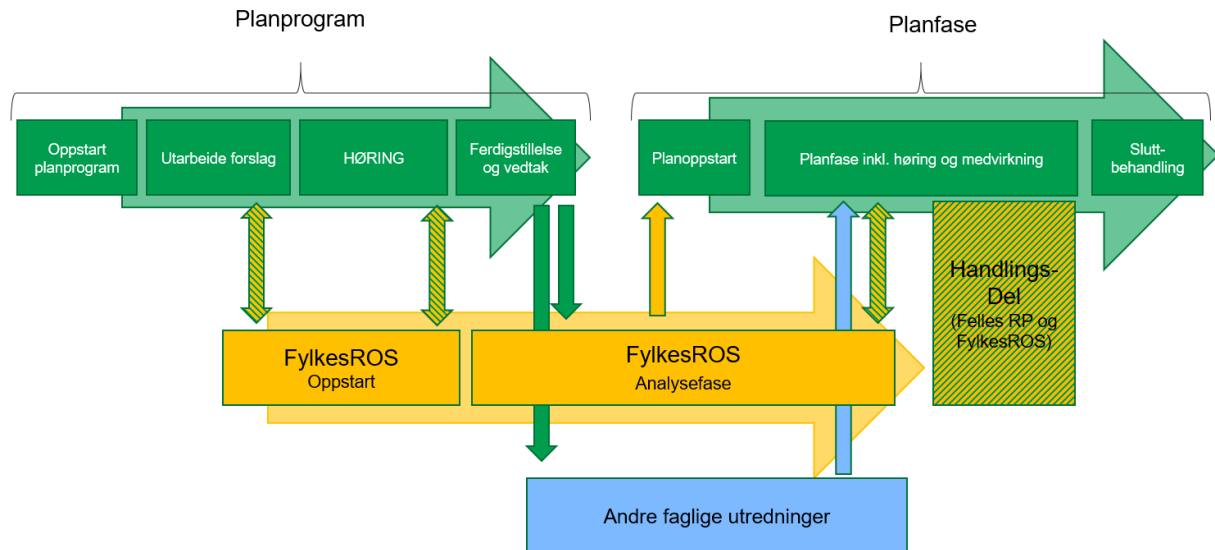 Planprogram
Planfase
Oppstart
planprogram
Utarbeide forslag
HØRING
Ferdigstillelse
og vedtak
Planoppstart
Planfase inkl. høring og medvirkning
Slutt-
behandling
FylkesROS
Oppstart
FylkesROS
Analysefase
Handlings-
Del
(Felles RP og
FylkesROS)
Andre faglige utredninger